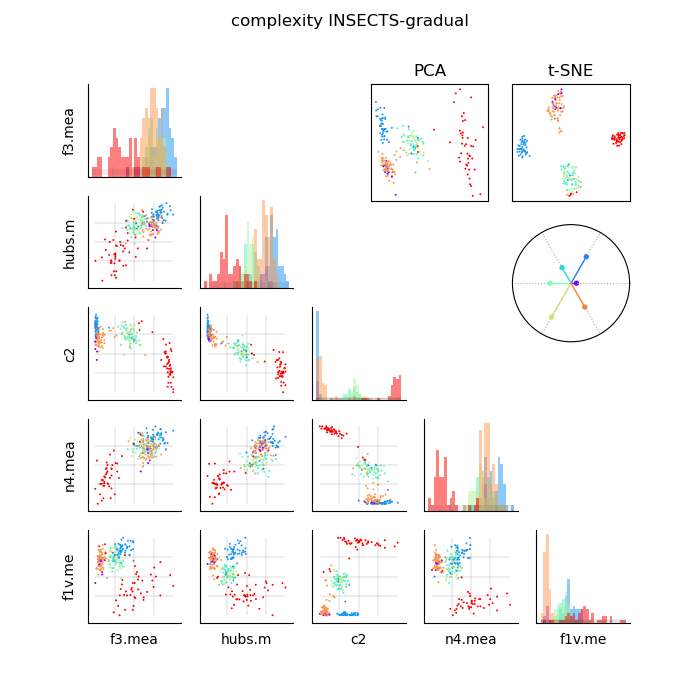 complexity INSECTS-gradual
PCA
t-SNE
f3.mea
hubs.m
c2
n4.mea
f1v.me
f3.mea
hubs.m
c2
n4.mea
f1v.me